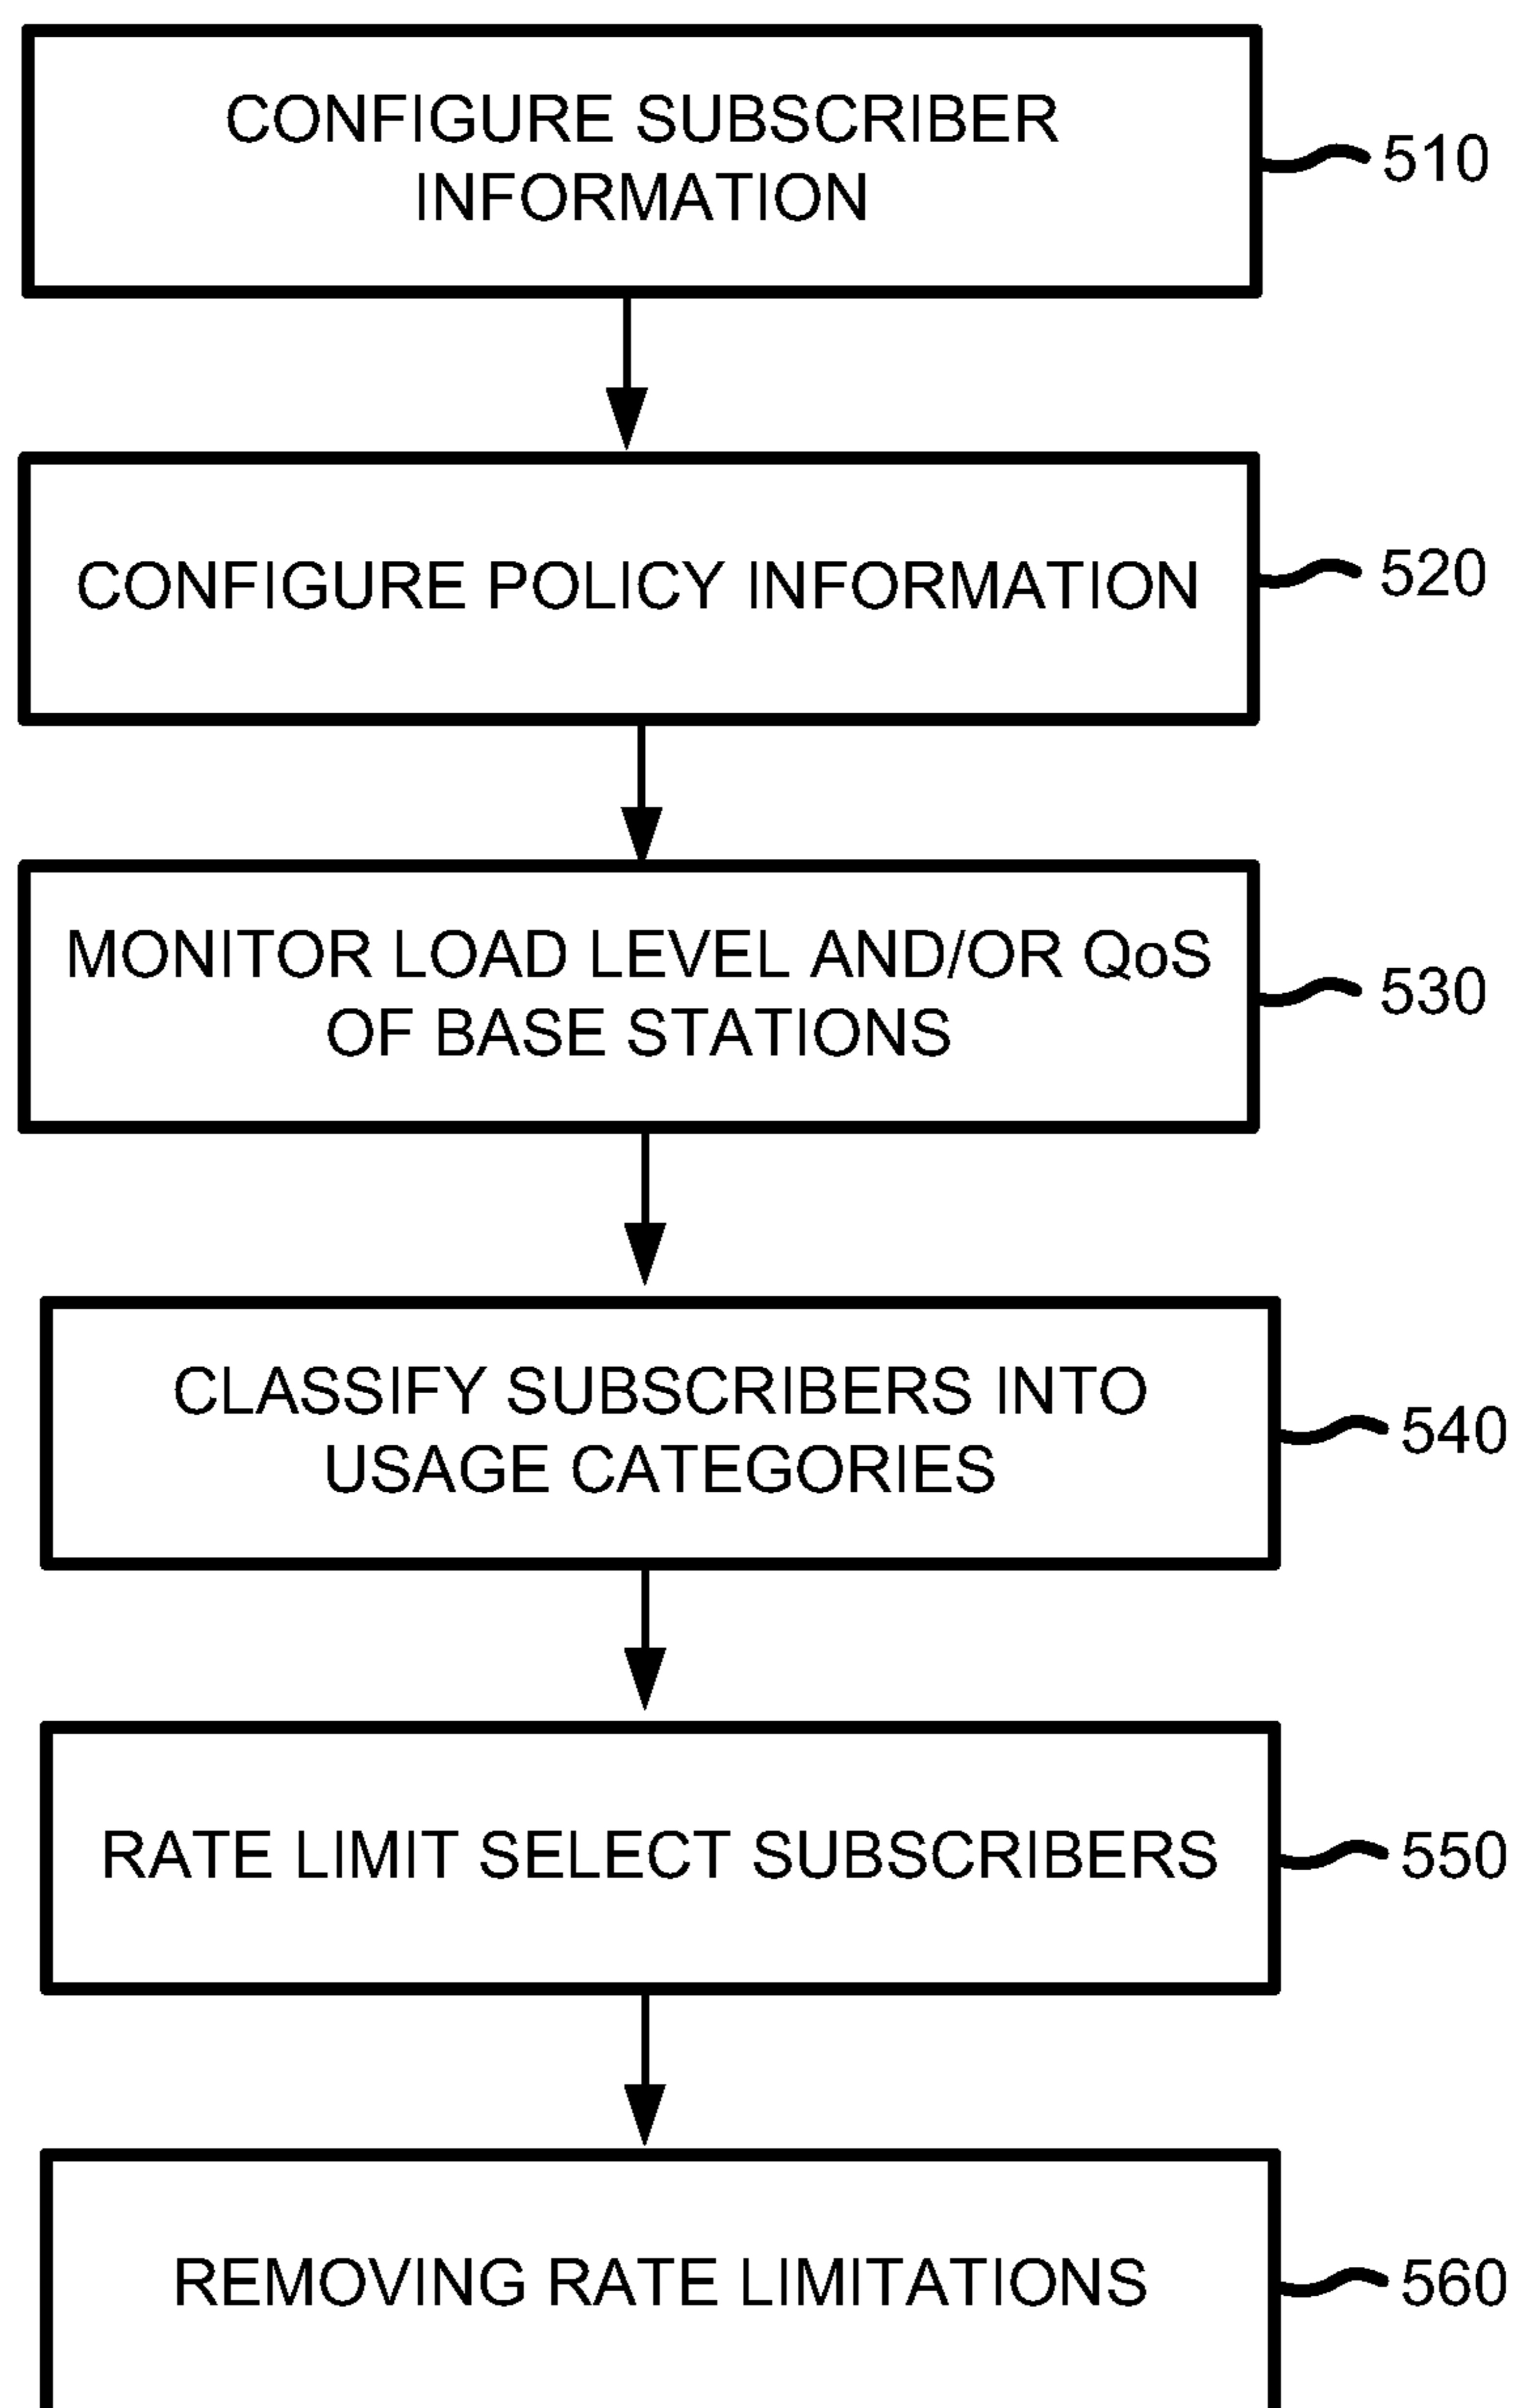 CONFIGURE SUBSCRIBER
INFORMATION
510
CONFIGURE POLICY INFORMATION
520
MONITOR LOAD LEVEL AND/OR QoS
OF BASE STATIONS
530
CLASSIFY SUBSCRIBERS INTO
USAGE CATEGORIES
540
RATE LIMIT SELECT SUBSCRIBERS
550
REMOVING RATE LIMITATIONS
560